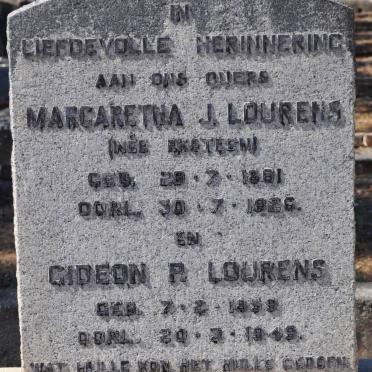 IN
LIEFDEVOLLE HERINNERING
AAN ONS OUERS
MARGARETHA J. LOURENS
(NÉE EKSTEEN)
GEB. 29 · 7 · 1881
OORL. 30 · 7 · 1926.
EN
GIDEON P. LOURENS
GEB. 7 · 2 ·
OORL. 20 · 3 · 1949.
WAT HULLE KON HET HULLE GEDOEN